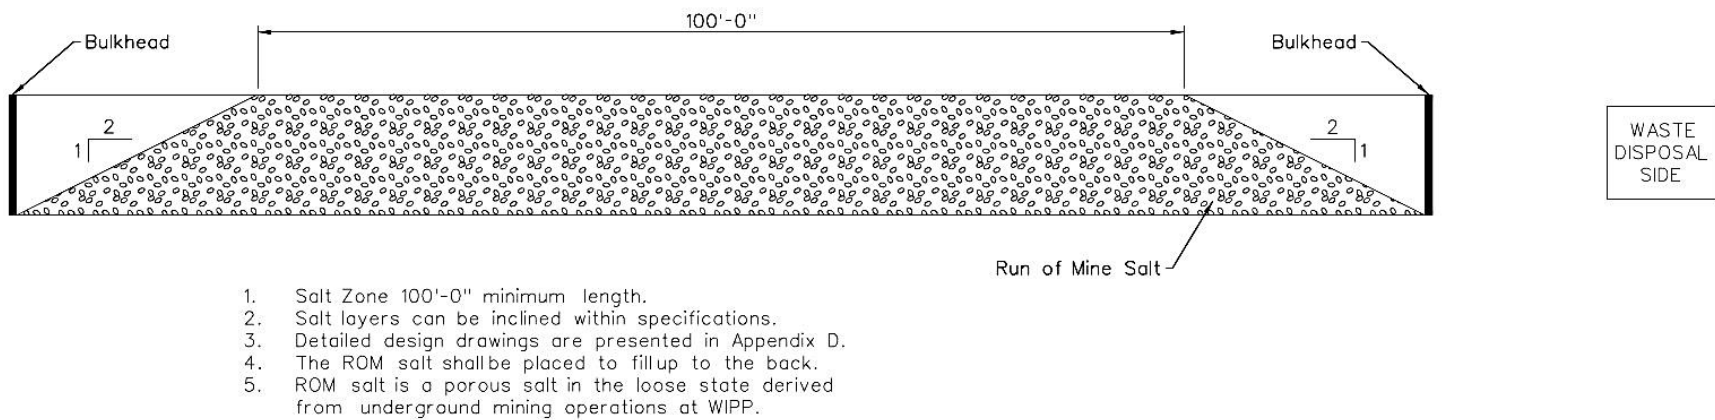 100'-0"
Bulkhead
Bulkhead
2
1
2
1
WASTE
DISPOSAL
SIDE
Run of Mine Salt
1. Salt Zone 100'-0" minimum length.
2. Salt layers can be inclined within specifications.
3. Detailed design drawings are presented in Appendix D.
4. The ROM salt shall be placed to fill up to the back.
5. ROM salt is a porous salt in the loose state derived
from underground mining operations at WIPP.